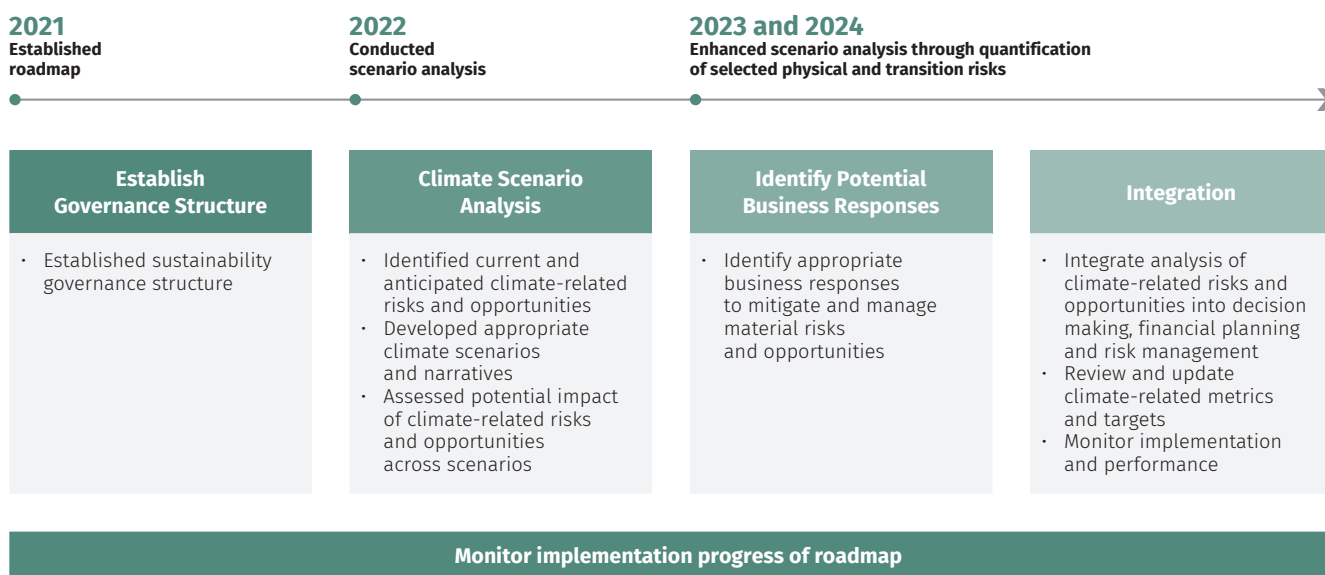 2021
Established
roadmap
2022
Conducted
scenario analysis
2023 and 2024
Enhanced scenario analysis through quantification
of selected physical and transition risks
Establish
Governance Structure
• Established sustainability
governance structure
Climate Scenario
Analysis
• Identified current and
anticipated climate-related
risks and opportunities
• Developed appropriate
climate scenarios
and narratives
• Assessed potential impact
of climate-related risks
and opportunities
across scenarios
Identify Potential
Business Responses
• Identify appropriate
business responses
to mitigate and manage
material risks
and opportunities
Integration
• Integrate analysis of
climate-related risks and
opportunities into decision
making, financial planning
and risk management
• Review and update
climate-related metrics
and targets
• Monitor implementation
and performance
Monitor implementation progress of roadmap